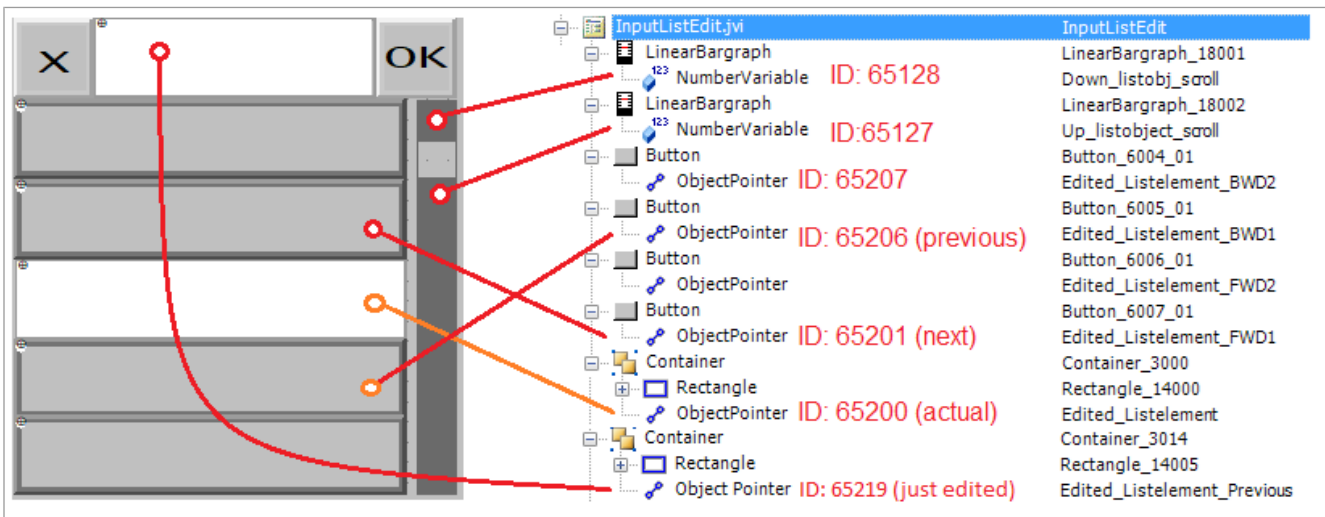 X
OK
InputListEdit.jvi InputListEdit
LinearBargraph LinearBargraph_18001
123 NumberVariable ID: 65128 Down_listobj_scroll
LinearBargraph LinearBargraph_18002
123 NumberVariable ID:65127 Up_listobject_scroll
Button Button_6004_01
ObjectPointer ID: 65207 Edited_Listelement_BWD2
Button Button_6005_01
ObjectPointer ID: 65206 (previous) Edited_Listelement_BWD1
Button Button_6006_01
ObjectPointer Edited_Listelement_FWD2
Button Button_6007_01
ObjectPointer ID: 65201 (next) Edited_Listelement_FWD1
Container Container_3000
Rectangle Rectangle_14000
ObjectPointer ID: 65200 (actual) Edited_Listelement
Container Container_3014
Rectangle Rectangle_14005
Object Pointer ID: 65219 (just edited) Edited_Listelement_Previous